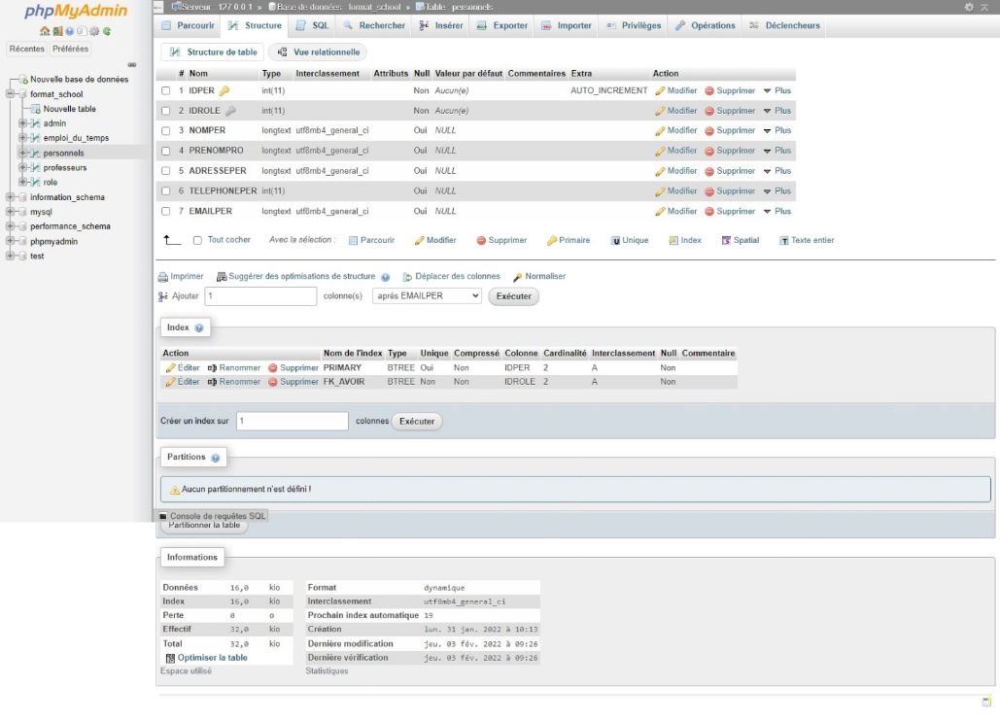 phpMyAdmin
Récentes Préférées
Nouvelle base de données
format_school
Nouvelle table
admin
emploi_du_temps
personnels
professeurs
role
information_schema
mysql
performance_schema
phpmyadmin
test
Serveur : 127.0.0.1 » Base de données : format_school » Table : personnels
Parcourir Structure SQL Rechercher Insérer Exporter Importer Privilèges Opérations Déclencheurs
Structure de table Vue relationnelle
# Nom Type Interclassement Attributs Null Valeur par défaut Commentaires Extra Action
1 IDPER int(11) Non Aucun(e) AUTO_INCREMENT Modifier Supprimer Plus
2 IDROLE int(11) Non Aucun(e) Modifier Supprimer Plus
3 NOMPER longtext utf8mb4_general_ci Oui NULL Modifier Supprimer Plus
4 PRENOMPRO longtext utf8mb4_general_ci Oui NULL Modifier Supprimer Plus
5 ADRESSEPER longtext utf8mb4_general_ci Oui NULL Modifier Supprimer Plus
6 TELEPHONEPER int(11) Oui NULL Modifier Supprimer Plus
7 EMAILPER longtext utf8mb4_general_ci Oui NULL Modifier Supprimer Plus
Tout cocher Avec la sélection : Parcourir Modifier Supprimer Primaire Unique Index Spatial Texte entier
Imprimer Suggérer des optimisations de structure Déplacer des colonnes Normaliser
Ajouter 1 colonne(s) après EMAILPER Exécuter
Index
Action Nom de l'index Type Unique Compressé Colonne Cardinalité Interclassement Null Commentaire
Éditer Renommer Supprimer PRIMARY BTREE Oui Non IDPER 2 A Non
Éditer Renommer Supprimer FK_AVOIR BTREE Non Non IDROLE 2 A Non
Créer un index sur 1 colonnes Exécuter
Partitions
Aucun partitionnement n'est défini !
Console de requêtes SQL
Partitionner la table
Informations
Données 16,0 kio Format dynamique
Index 16,0 kio Interclassement utf8mb4_general_ci
Perte 0 o Prochain index automatique 19
Effectif 32,0 kio Création lun. 31 jan. 2022 à 10:13
Total 32,0 kio Dernière modification jeu. 03 fév. 2022 à 09:26
Optimiser la table Dernière vérification jeu. 03 fév. 2022 à 09:26
Espace utilisé Statistiques